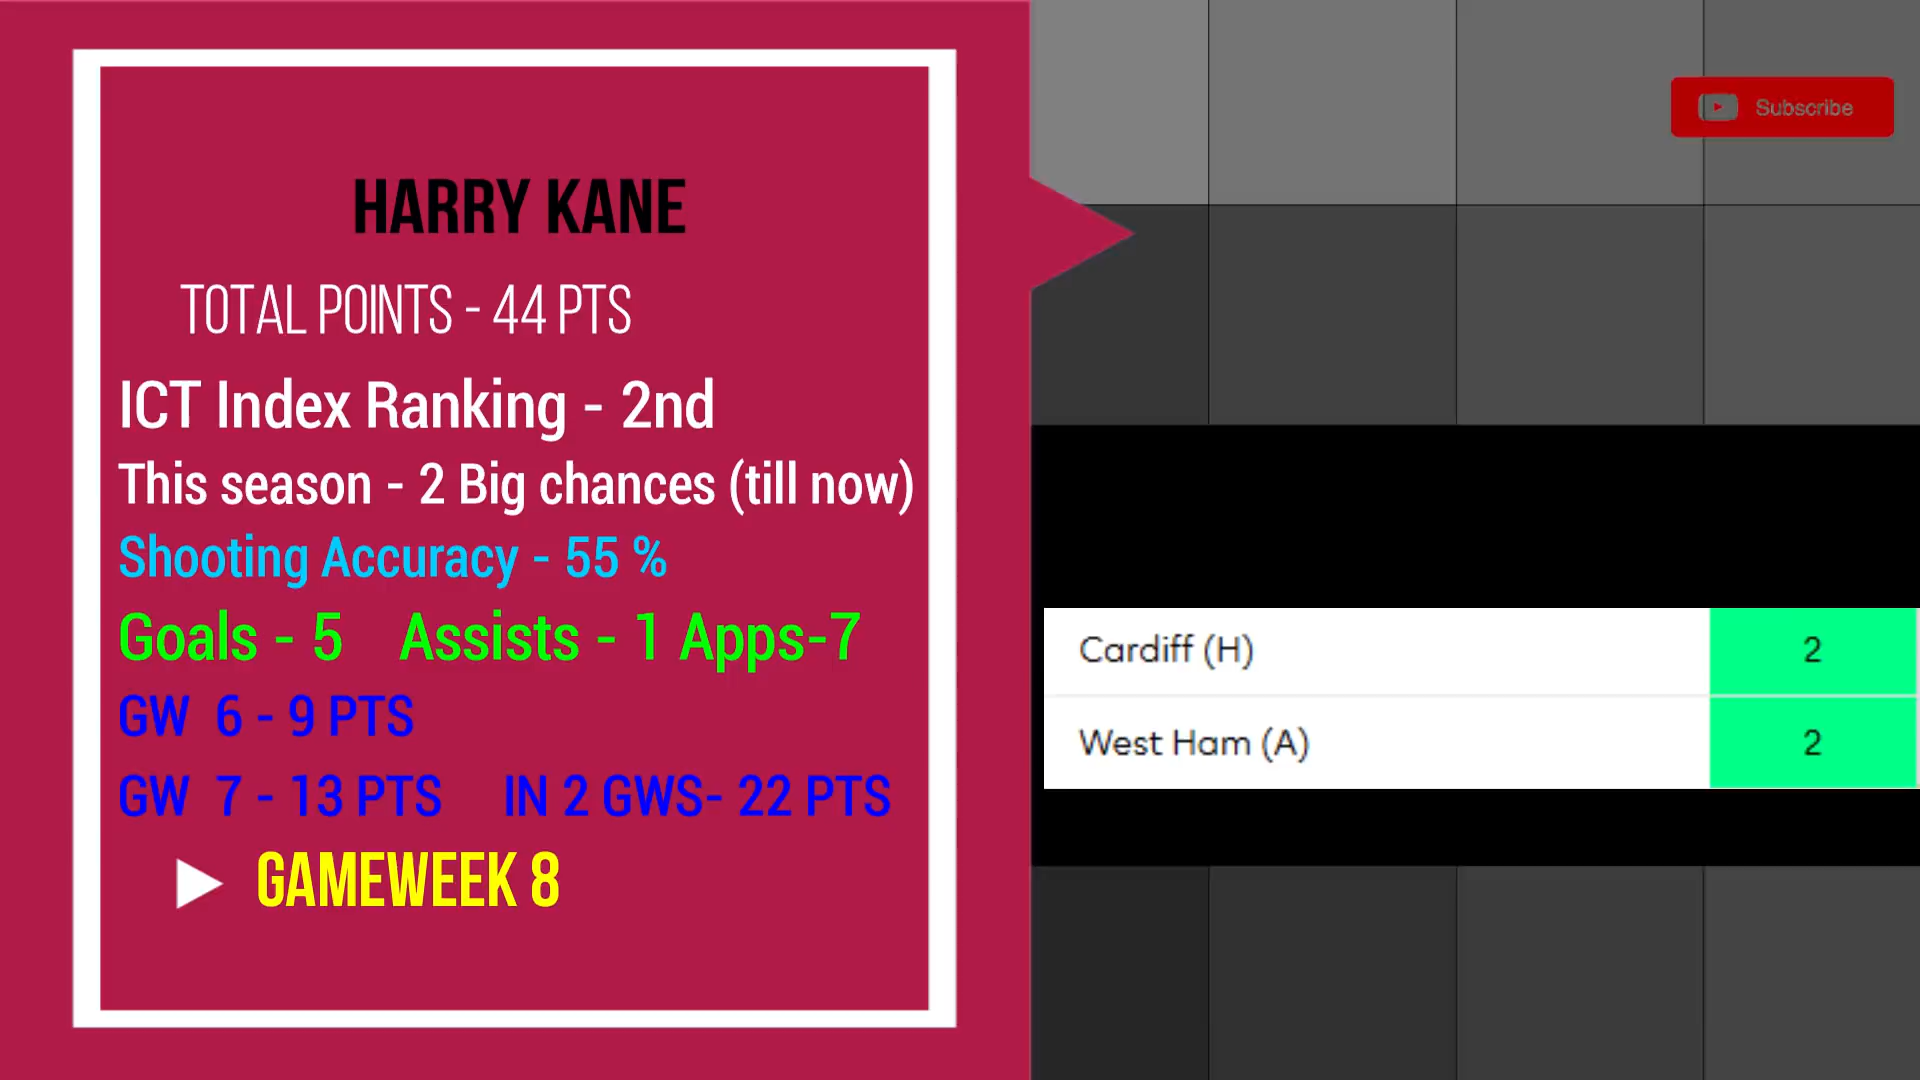 HARRY KANE
TOTAL POINTS - 44 PTS
ICT Index Ranking - 2nd
This season - 2 Big chances (till now)
Shooting Accuracy - 55 %
Goals - 5 Assists - 1 Apps-7
GW 6 - 9 PTS
GW 7 - 13 PTS IN 2 GWS- 22 PTS
GAMEWEEK 8
Subscribe
Cardiff (H) 2
West Ham (A) 2